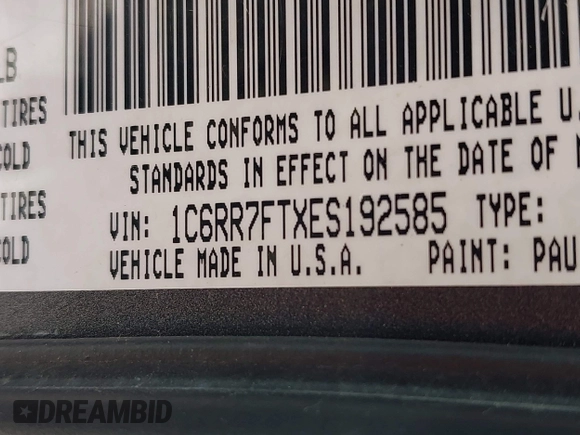 LB
TIRES
COLD
TIRES
COLD
THIS VEHICLE CONFORMS TO ALL APPLICABLE U.
STANDARDS IN EFFECT ON THE DATE OF
VIN: 1C6RR7FTXES192585 TYPE:
VEHICLE MADE IN U.S.A. PAINT: PAU
DREAMBID